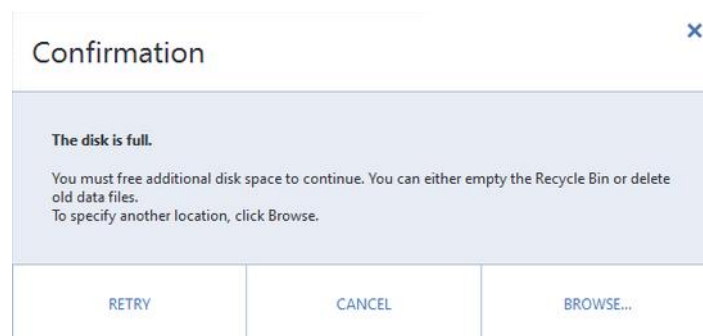 Confirmation
The disk is full.
You must free additional disk space to continue. You can either empty the Recycle Bin or delete
old data files.
To specify another location, click Browse.
RETRY
CANCEL
BROWSE...